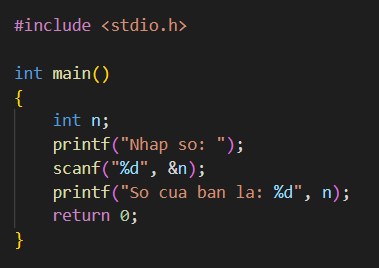 #include <stdio.h>

int main()
{
    int n;
    printf("Nhap so: ");
    scanf("%d", &n);
    printf("So cua ban la: %d", n);
    return 0;
}